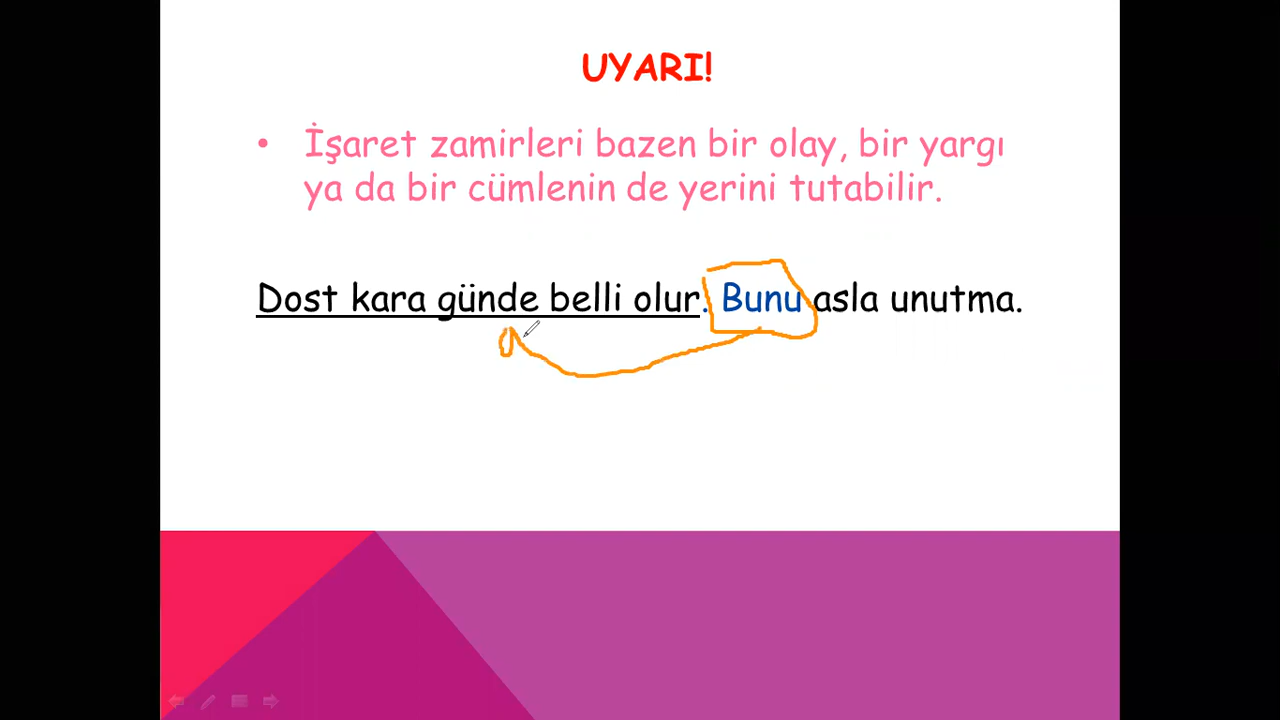 UYARI!
• İşaret zamirleri bazen bir olay, bir yargı
ya da bir cümlenin de yerini tutabilir.
Dost kara günde belli olur. Bunu asla unutma.